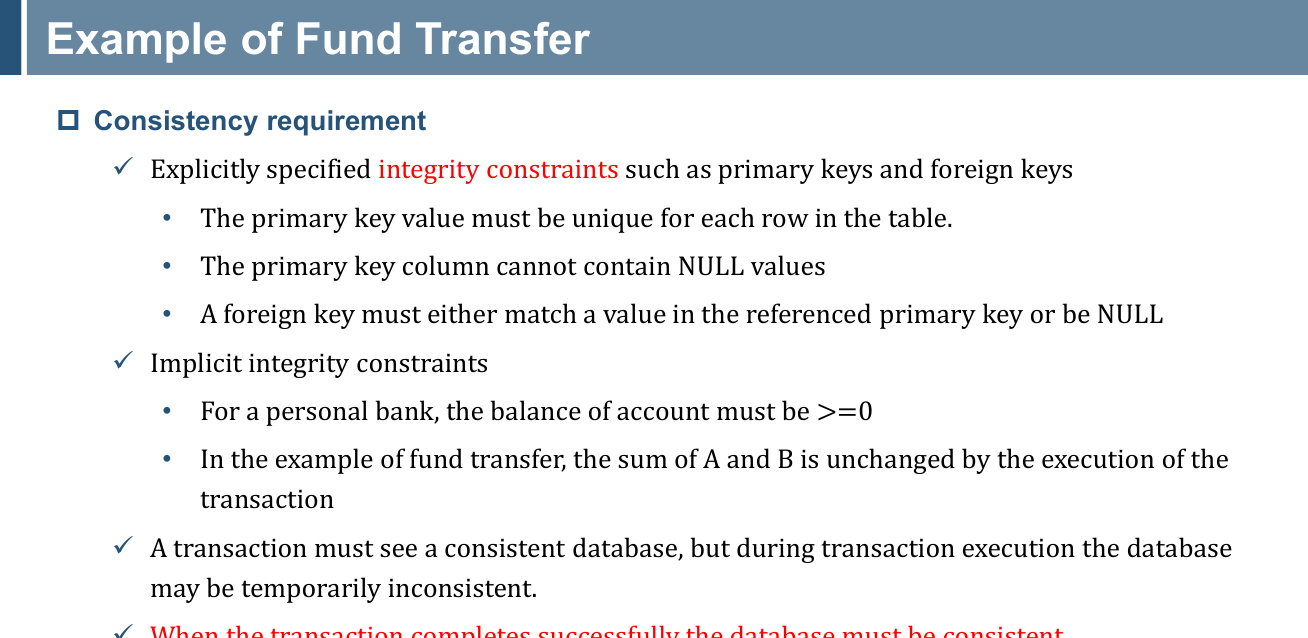 Example of Fund Transfer
Consistency requirement
✓ Explicitly specified integrity constraints such as primary keys and foreign keys
• The primary key value must be unique for each row in the table.
• The primary key column cannot contain NULL values
• A foreign key must either match a value in the referenced primary key or be NULL
✓ Implicit integrity constraints
• For a personal bank, the balance of account must be >=0
• In the example of fund transfer, the sum of A and B is unchanged by the execution of the
transaction
✓ A transaction must see a consistent database, but during transaction execution the database
may be temporarily inconsistent.
✓ When the transaction completes successfully the database must be consistent